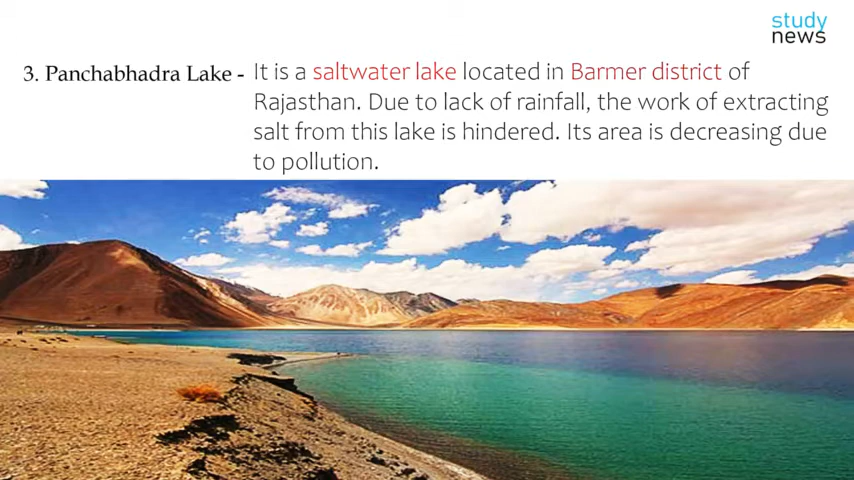 study
news
3. Panchabhadra Lake - It is a saltwater lake located in Barmer district of
Rajasthan. Due to lack of rainfall, the work of extracting
salt from this lake is hindered. Its area is decreasing due
to pollution.